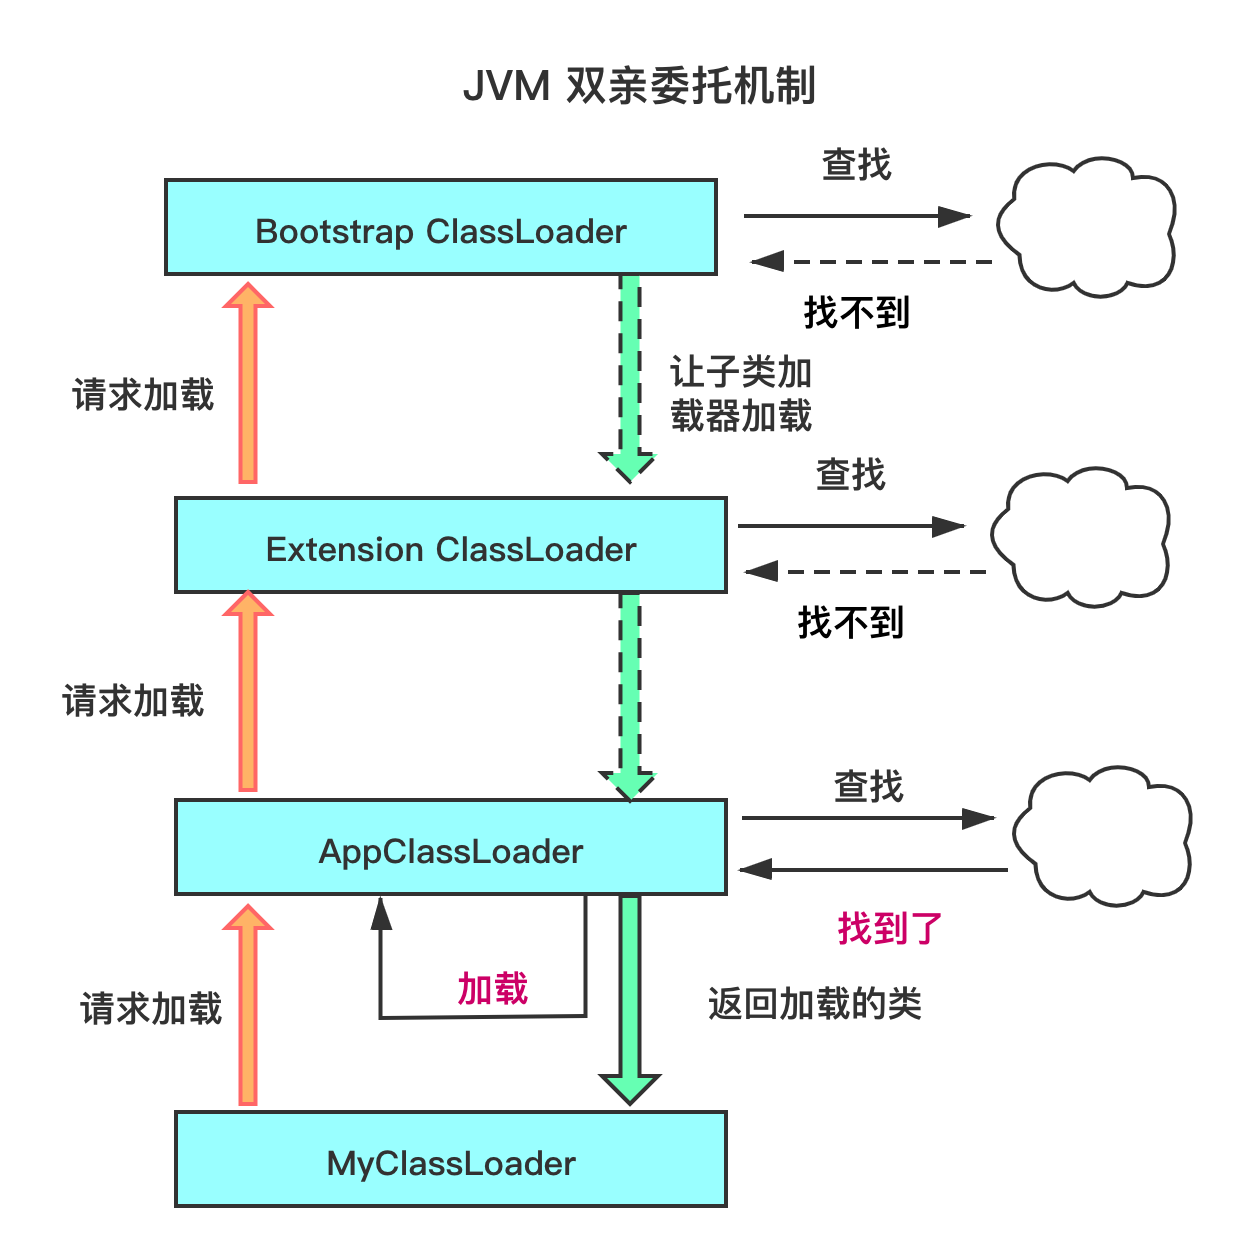 JVM 双亲委托机制
查找
Bootstrap ClassLoader
找不到
请求加载
让子类加
载器加载
查找
Extension ClassLoader
找不到
请求加载
查找
AppClassLoader
找到了
加载
请求加载
返回加载的类
MyClassLoader